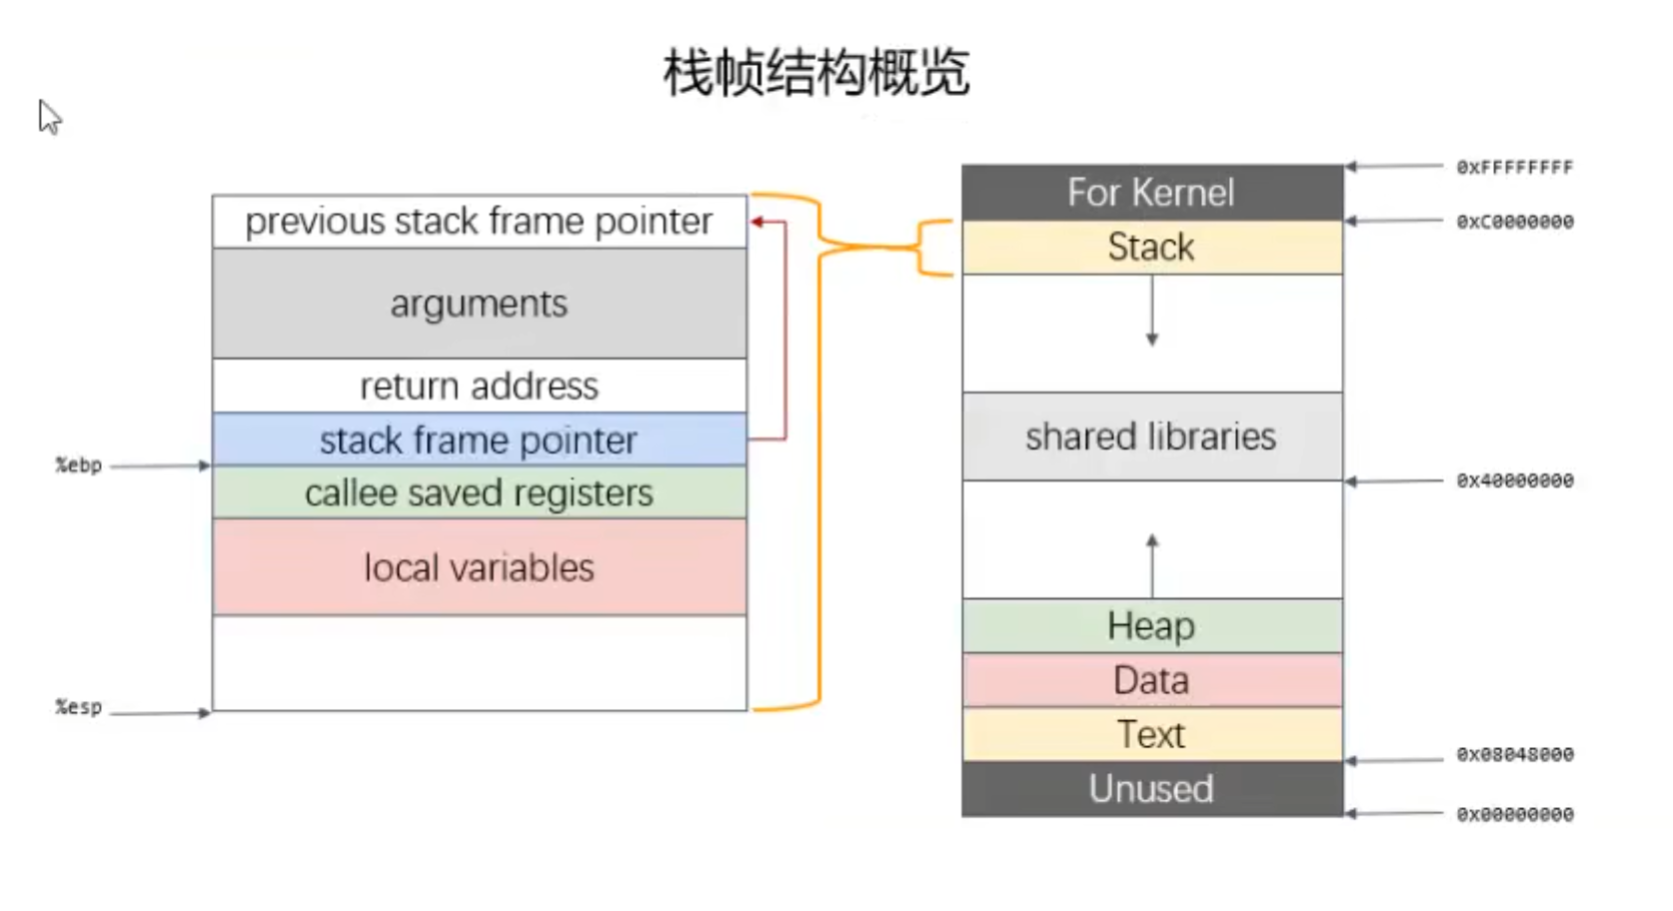 栈帧结构概览
previous stack frame pointer
arguments
return address
stack frame pointer
%ebp
callee saved registers
local variables
%esp
For Kernel
0xFFFFFFFF
0xC0000000
Stack
shared libraries
0x40000000
Heap
Data
Text
0x08048000
Unused
0x00000000